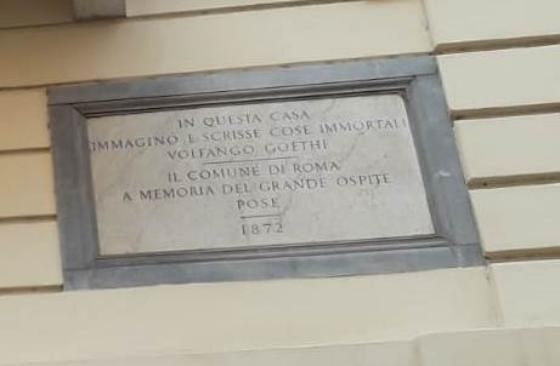 IN QUESTA CASA
IMMAGINÒ E SCRISSE COSE IMMORTALI
VOLFANGO GOETHE
IL COMUNE DI ROMA
A MEMORIA DEL GRANDE OSPITE
POSE
1872